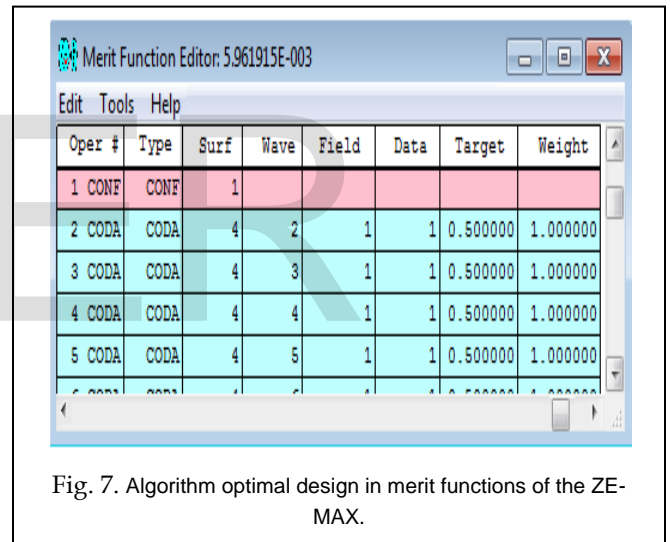 Merit Function Editor: 5.961915E-003
Edit Tools Help
Oper # Type Surf Wave Field Data Target Weight
1 CONF CONF 1
2 CODA CODA 4 2 1 1 0.500000 1.000000
3 CODA CODA 4 3 1 1 0.500000 1.000000
4 CODA CODA 4 4 1 1 0.500000 1.000000
5 CODA CODA 4 5 1 1 0.500000 1.000000
ER
Fig. 7. Algorithm optimal design in merit functions of the ZE-
MAX.